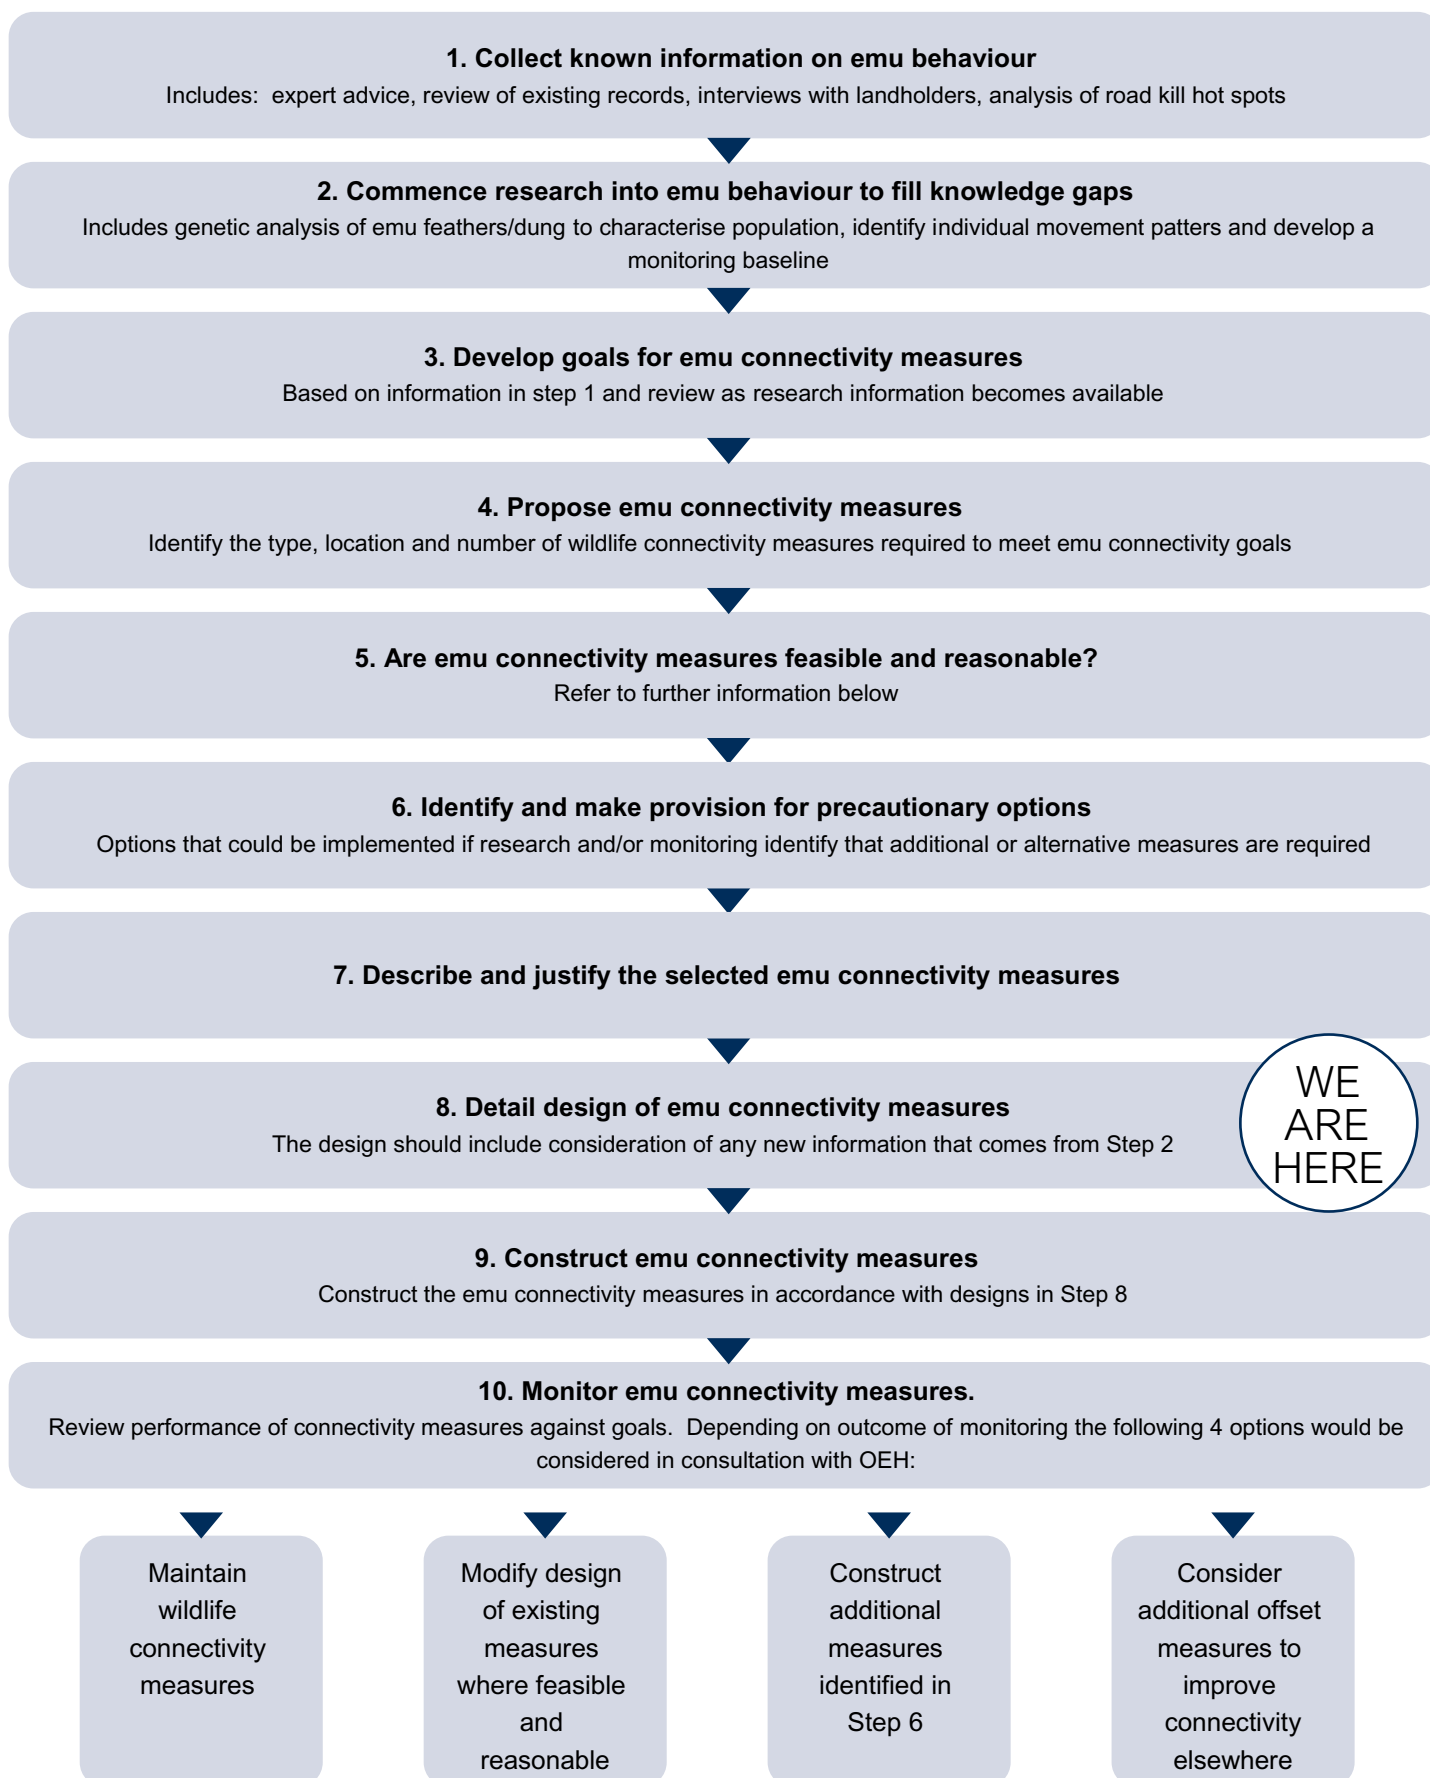 1. Collect known information on emu behaviour
Includes: expert advice, review of existing records, interviews with landholders, analysis of road kill hot spots
2. Commence research into emu behaviour to fill knowledge gaps
Includes genetic analysis of emu feathers/dung to characterise population, identify individual movement patters and develop a
monitoring baseline
3. Develop goals for emu connectivity measures
Based on information in step 1 and review as research information becomes available
4. Propose emu connectivity measures
Identify the type, location and number of wildlife connectivity measures required to meet emu connectivity goals
5. Are emu connectivity measures feasible and reasonable?
Refer to further information below
6. Identify and make provision for precautionary options
Options that could be implemented if research and/or monitoring identify that additional or alternative measures are required
7. Describe and justify the selected emu connectivity measures
8. Detail design of emu connectivity measures
The design should include consideration of any new information that comes from Step 2
WE
ARE
HERE
9. Construct emu connectivity measures
Construct the emu connectivity measures in accordance with designs in Step 8
10. Monitor emu connectivity measures.
Review performance of connectivity measures against goals. Depending on outcome of monitoring the following 4 options would be
considered in consultation with OEH:
Maintain
wildlife
connectivity
measures
Modify design
of existing
measures
where feasible
and
reasonable
Construct
additional
measures
identified in
Step 6
Consider
additional offset
measures to
improve
connectivity
elsewhere